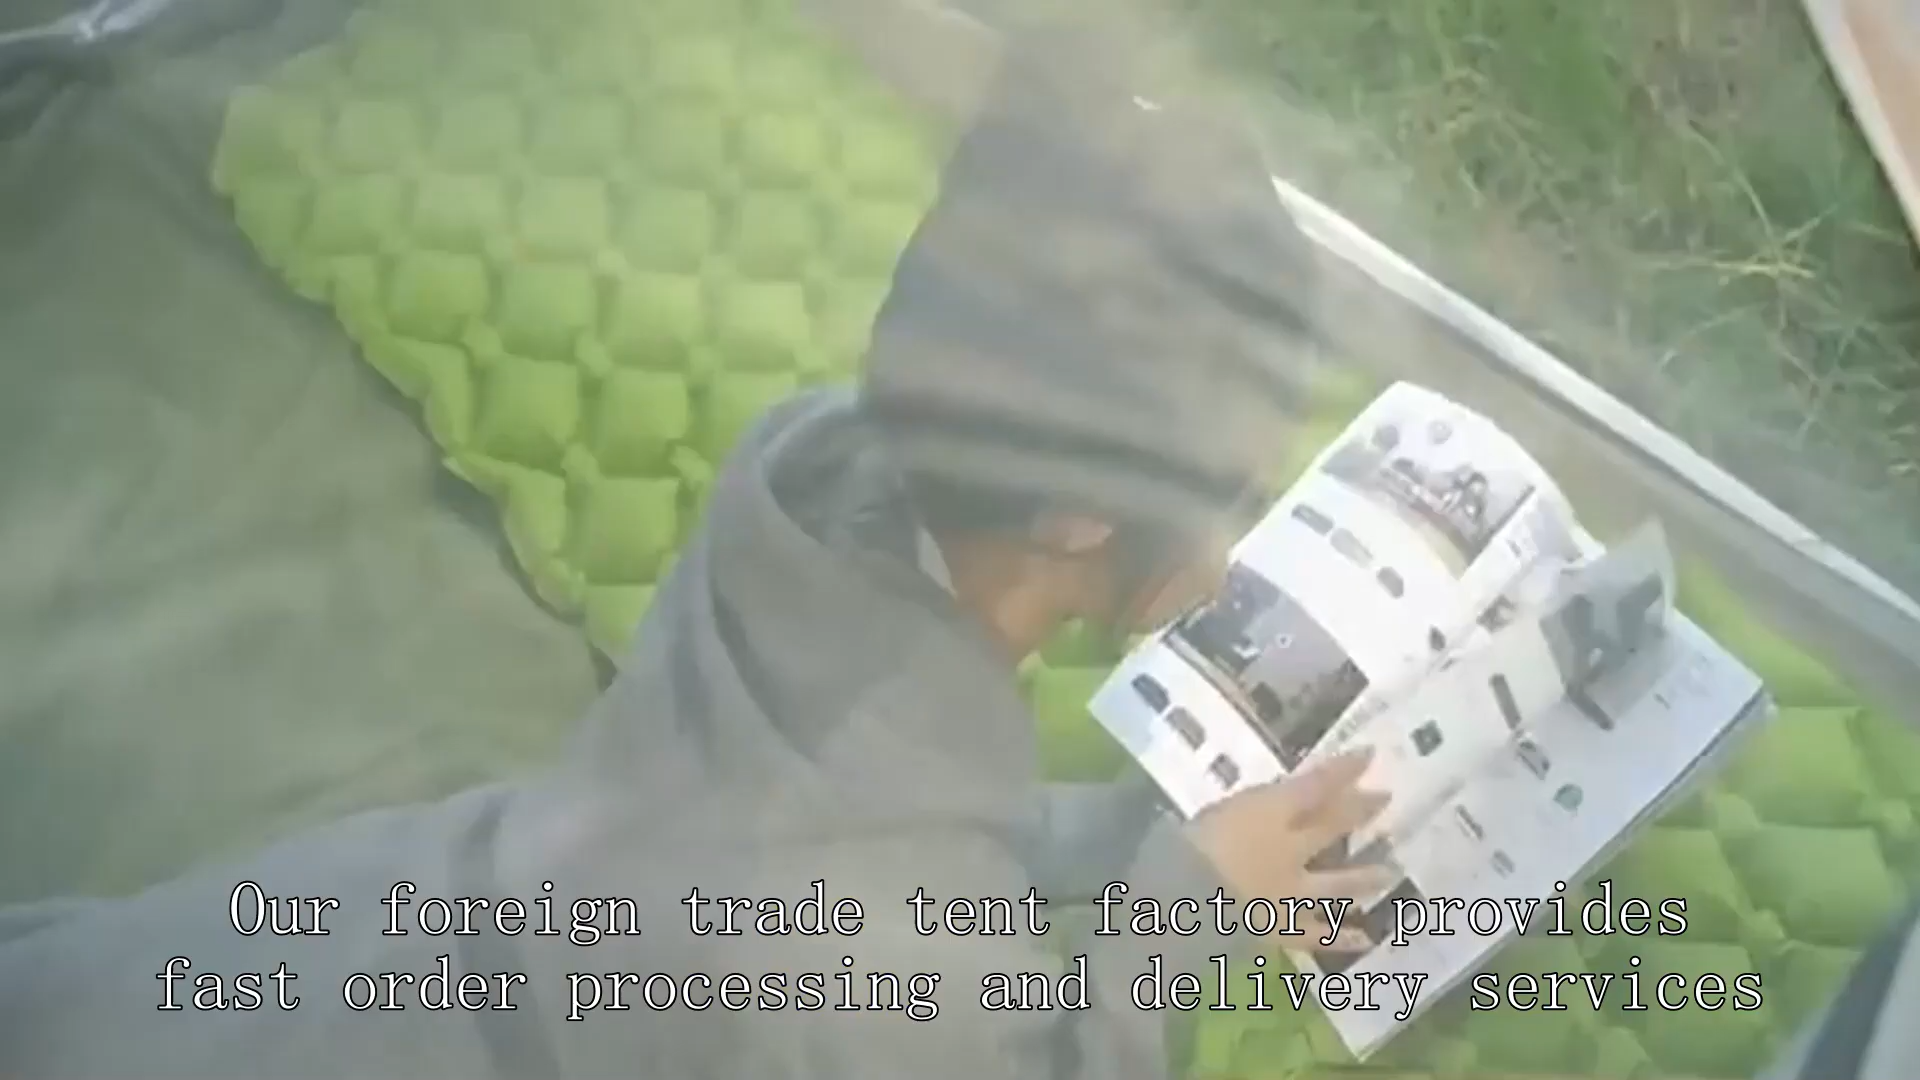 Our foreign trade tent factory provides
fast order processing and delivery services